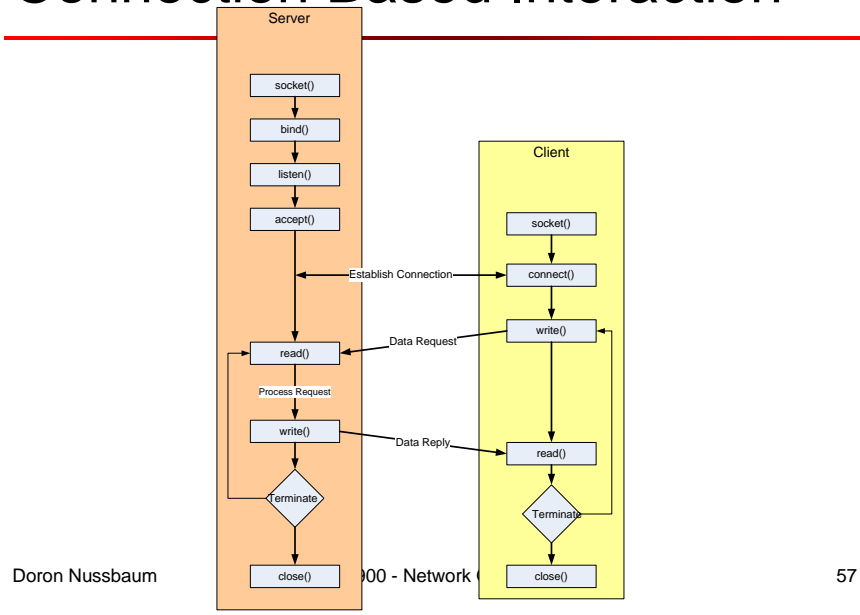 Connection Based Interaction
Server
socket()
bind()
listen()
accept()
Client
socket()
Establish Connection
connect()
write()
Data Request
read()
Process Request
write()
Data Reply
read()
Terminate
Terminate
close()
close()
Doron Nussbaum
900 - Network
57